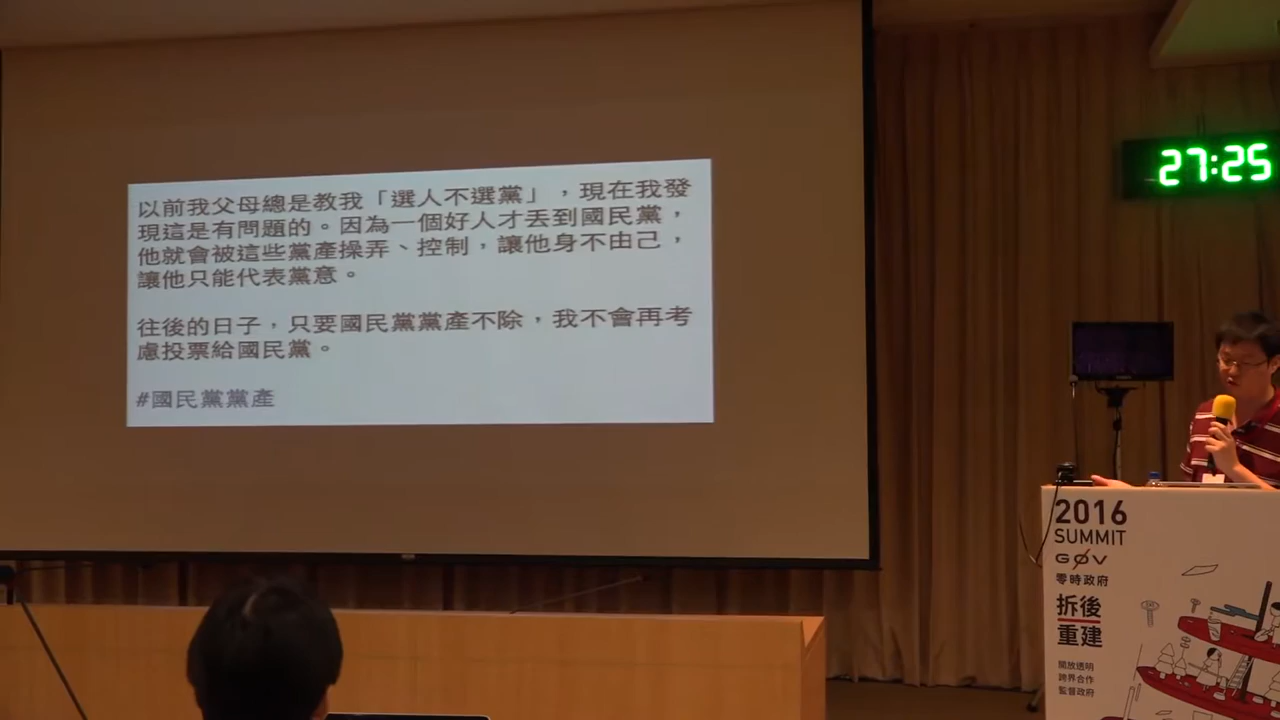 以前我父母總是教我「選人不選黨」，現在我發
現這是有問題的。因為一個好人才丟到國民黨，
他就會被這些黨產操弄、控制，讓他身不由己，
讓他只能代表黨意。
往後的日子，只要國民黨黨產不除，我不會再考
慮投票給國民黨。
#國民黨黨產
27:25
2016
SUMMIT
GØV
零時政府
拆後
重建
開放透明
跨界合作
監督政府